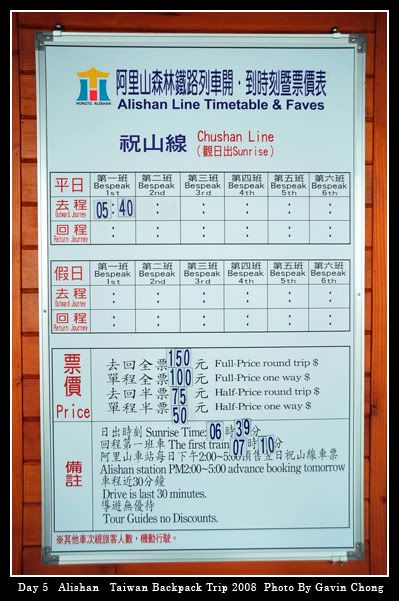 HUNGTU ALISHAN
阿里山森林鐵路列車開·到時刻暨票價表
Alishan Line Timetable & Faves
祝山線 Chushan Line
(觀日出Sunrise)
平日 第一班 第二班 第三班 第四班 第五班 第六班
Bespeak 1st Bespeak 2nd Bespeak 3rd Bespeak 4th Bespeak 5th Bespeak 6th
去程 Outward Journey 05:40 : : : : :
回程 Return Journey : : : : : :
假日 第一班 第二班 第三班 第四班 第五班 第六班
Bespeak 1st Bespeak 2nd Bespeak 3rd Bespeak 4th Bespeak 5th Bespeak 6th
去程 Outward Journey : : : : : :
回程 Return Journey : : : : : :
票價 Price
去回全票 150 元 Full-Price round trip $
單程全票 100 元 Full-Price one way $
去回半票 75 元 Half-Price round trip $
單程半票 50 元 Half-Price one way $
備註
日出時刻 Sunrise Time: 06 時 39 分
回程第一班車 The first train 07 時 10 分
阿里山車站每日下午2:00~5:00預售翌日祝山線車票
Alishan station PM2:00~5:00 advance booking tomorrow
車程近30分鐘
Drive is last 30 minutes.
導遊無優待
Tour Guides no Discounts.
※其他車次視旅客人數，機動行駛。
Day 5 Alishan Taiwan Backpack Trip 2008 Photo By Gavin Chong